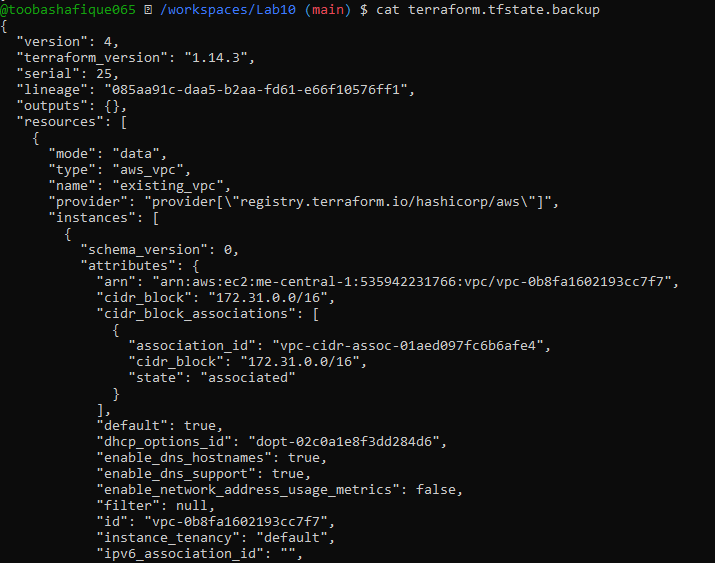 @toobashafique065 /workspaces/Lab10 (main) $ cat terraform.tfstate.backup
{
  "version": 4,
  "terraform_version": "1.14.3",
  "serial": 25,
  "lineage": "085aa91c-daa5-b2aa-fd61-e66f10576ff1",
  "outputs": {},
  "resources": [
    {
      "mode": "data",
      "type": "aws_vpc",
      "name": "existing_vpc",
      "provider": "provider[\"registry.terraform.io/hashicorp/aws\"]",
      "instances": [
        {
          "schema_version": 0,
          "attributes": {
            "arn": "arn:aws:ec2:me-central-1:535942231766:vpc/vpc-0b8fa1602193cc7f7",
            "cidr_block": "172.31.0.0/16",
            "cidr_block_associations": [
              {
                "association_id": "vpc-cidr-assoc-01aed097fc6b6afe4",
                "cidr_block": "172.31.0.0/16",
                "state": "associated"
              }
            ],
            "default": true,
            "dhcp_options_id": "dopt-02c0a1e8f3dd284d6",
            "enable_dns_hostnames": true,
            "enable_dns_support": true,
            "enable_network_address_usage_metrics": false,
            "filter": null,
            "id": "vpc-0b8fa1602193cc7f7",
            "instance_tenancy": "default",
            "ipv6_association_id": "",